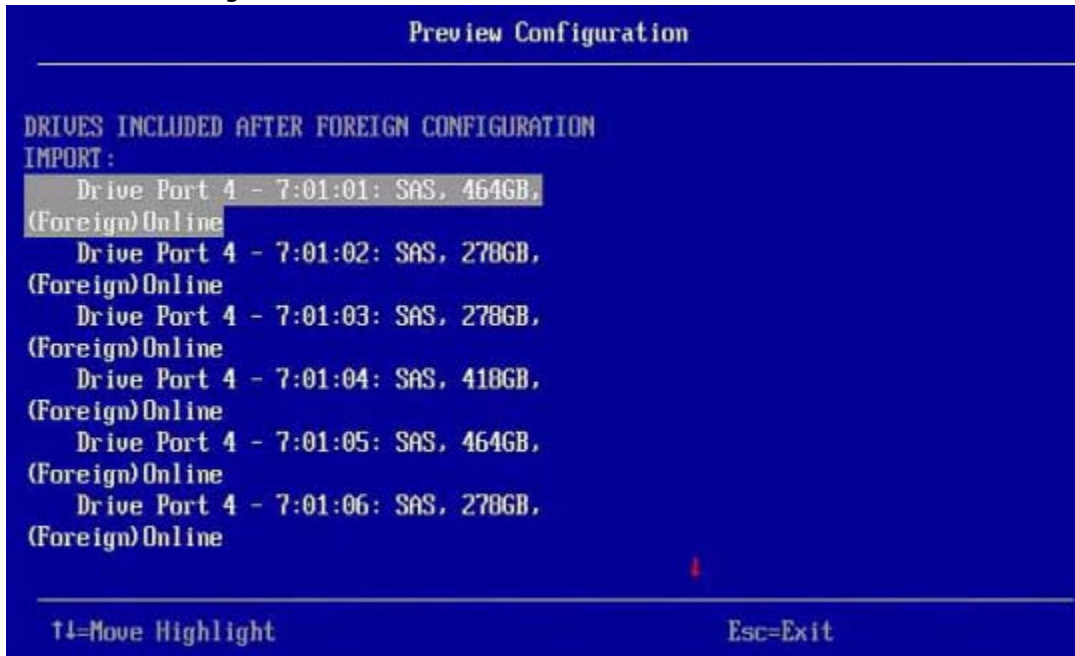 Preview Configuration
DRIVES INCLUDED AFTER FOREIGN CONFIGURATION
IMPORT:
Drive Port 4 - 7:01:01: SAS, 464GB,
(Foreign)Online
Drive Port 4 - 7:01:02: SAS, 278GB,
(Foreign)Online
Drive Port 4 - 7:01:03: SAS, 278GB,
(Foreign)Online
Drive Port 4 - 7:01:04: SAS, 418GB,
(Foreign)Online
Drive Port 4 - 7:01:05: SAS, 464GB,
(Foreign)Online
Drive Port 4 - 7:01:06: SAS, 278GB,
(Foreign)Online
↓
↑↓=Move Highlight Esc=Exit